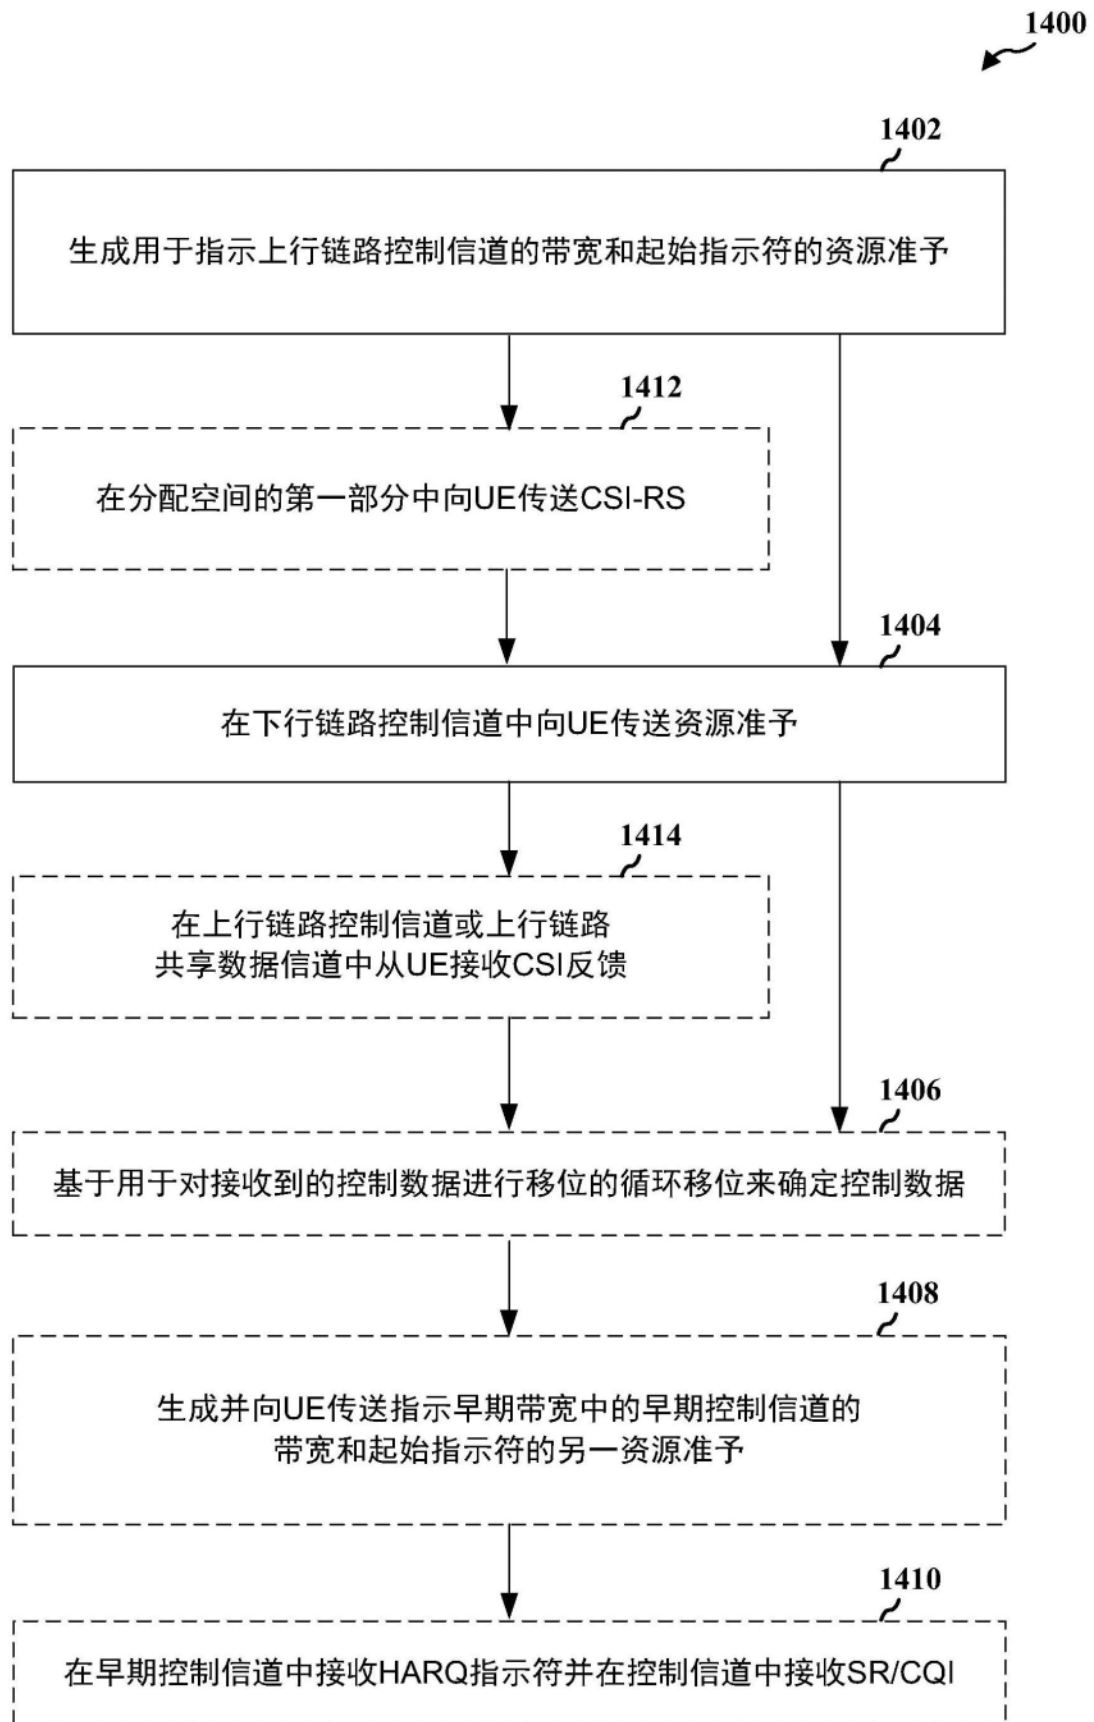 1400
1402
生成用于指示上行链路控制信道的带宽和起始指示符的资源准予
1412
在分配空间的第一部分中向UE传送CSI-RS
1404
在下行链路控制信道中向UE传送资源准予
1414
在上行链路控制信道或上行链路
共享数据信道中从UE接收CSI反馈
1406
基于用于对接收到的控制数据进行移位的循环移位来确定控制数据
1408
生成并向UE传送指示早期带宽中的早期控制信道的
带宽和起始指示符的另一资源准予
1410
在早期控制信道中接收HARQ指示符并在控制信道中接收SR/CQI